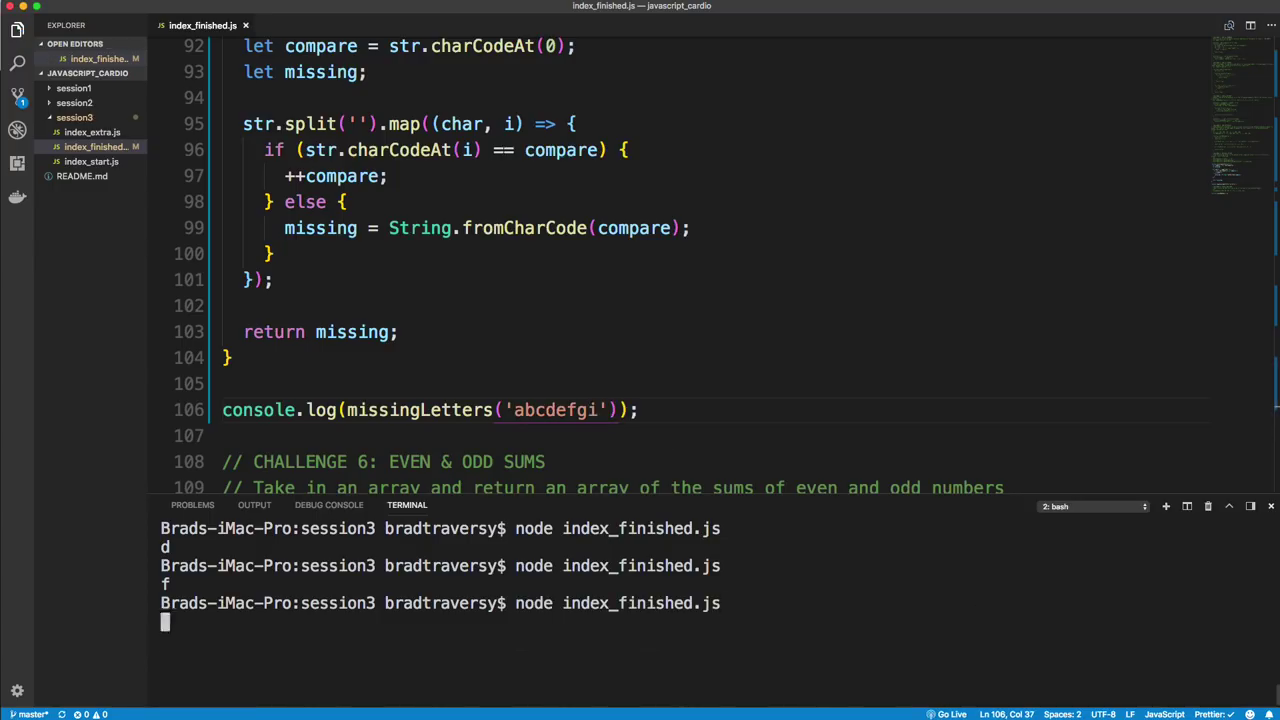 index_finished.js — javascript_cardio
EXPLORER
OPEN EDITORS
index_finishe.. M
JAVASCRIPT_CARDIO
session1
session2
session3
index_extra.js
index_finished... M
index_start.js
README.md
1
index_finished.js ×
92 let compare = str.charCodeAt(0);
93 let missing;
94
95 str.split('').map((char, i) => {
96 if (str.charCodeAt(i) == compare) {
97 ++compare;
98 } else {
99 missing = String.fromCharCode(compare);
100 }
101 });
102
103 return missing;
104 }
105
106 console.log(missingLetters('abcdefgi'));
107
108 // CHALLENGE 6: EVEN & ODD SUMS
109 // Take in an array and return an array of the sums of even and odd numbers
PROBLEMS OUTPUT DEBUG CONSOLE TERMINAL 2: bash
Brads-iMac-Pro:session3 bradtraversy$ node index_finished.js
d
Brads-iMac-Pro:session3 bradtraversy$ node index_finished.js
f
Brads-iMac-Pro:session3 bradtraversy$ node index_finished.js
master* 0 0 Go Live Ln 106, Col 37 Spaces: 2 UTF-8 LF JavaScript Prettier: ✓